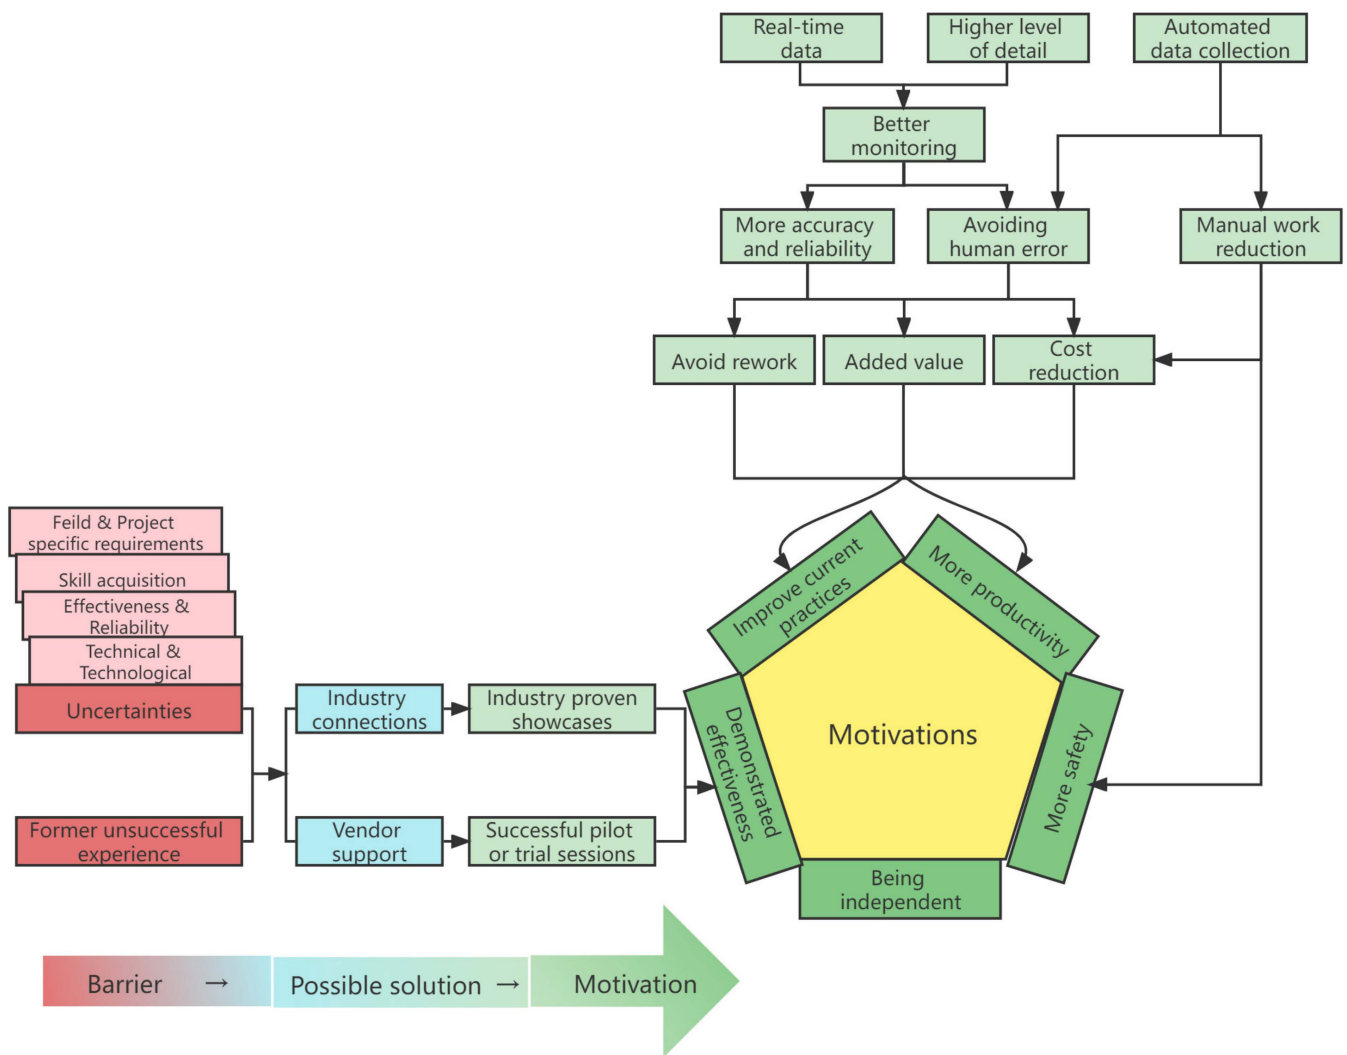 Real-time
data
Higher level
of detail
Automated
data collection
Better
monitoring
More accuracy
and reliability
Avoiding
human error
Manual work
reduction
Avoid rework
Added value
Cost
reduction
Feild & Project
specific requirements
Skill acquisition
Effectiveness &
Reliability
Technical &
Technological
Uncertainties
Former unsuccessful
experience
Industry
connections
Vendor
support
Industry proven
showcases
Successful pilot
or trial sessions
Improve current
practices
More productivity
Demonstrated
effectiveness
Motivations
More safety
Being
independent
Barrier →
Possible solution →
Motivation